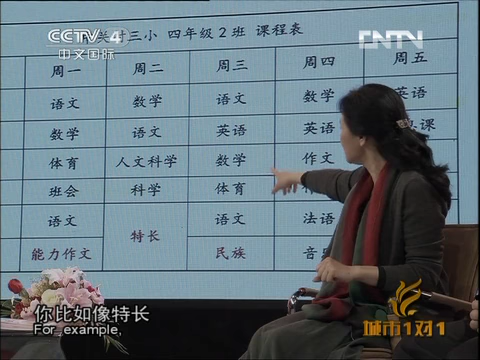 CCTV 4
中文国际
CNTV
关村三小 四年级2班 课程表
周一 周二 周三 周四 周五
语文 数学 语文 数学 英语
数学 语文 英语 英语 课
体育 人文科学 数学 作文
班会 科学 体育
语文 特长 语文 法语
能力作文 民族 音
你比如像特长
For example,
城市1对1